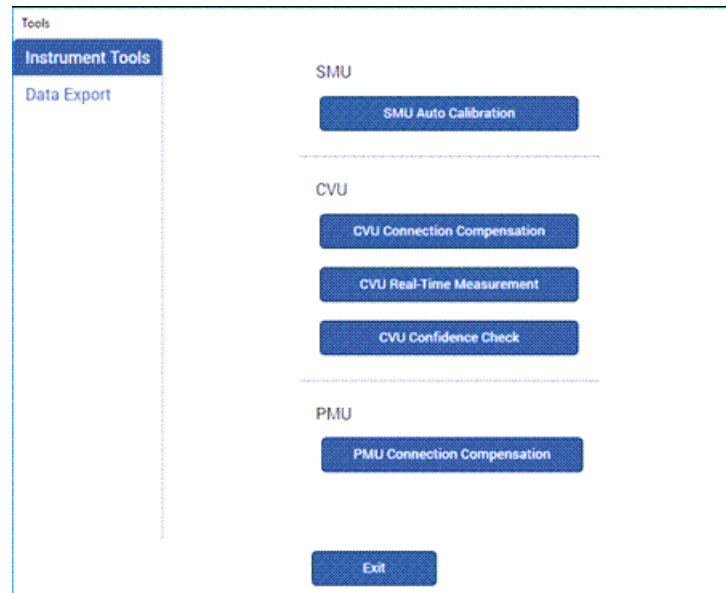 Tools
Instrument Tools
Data Export
SMU
SMU Auto Calibration
CVU
CVU Connection Compensation
CVU Real-Time Measurement
CVU Confidence Check
PMU
PMU Connection Compensation
Exit